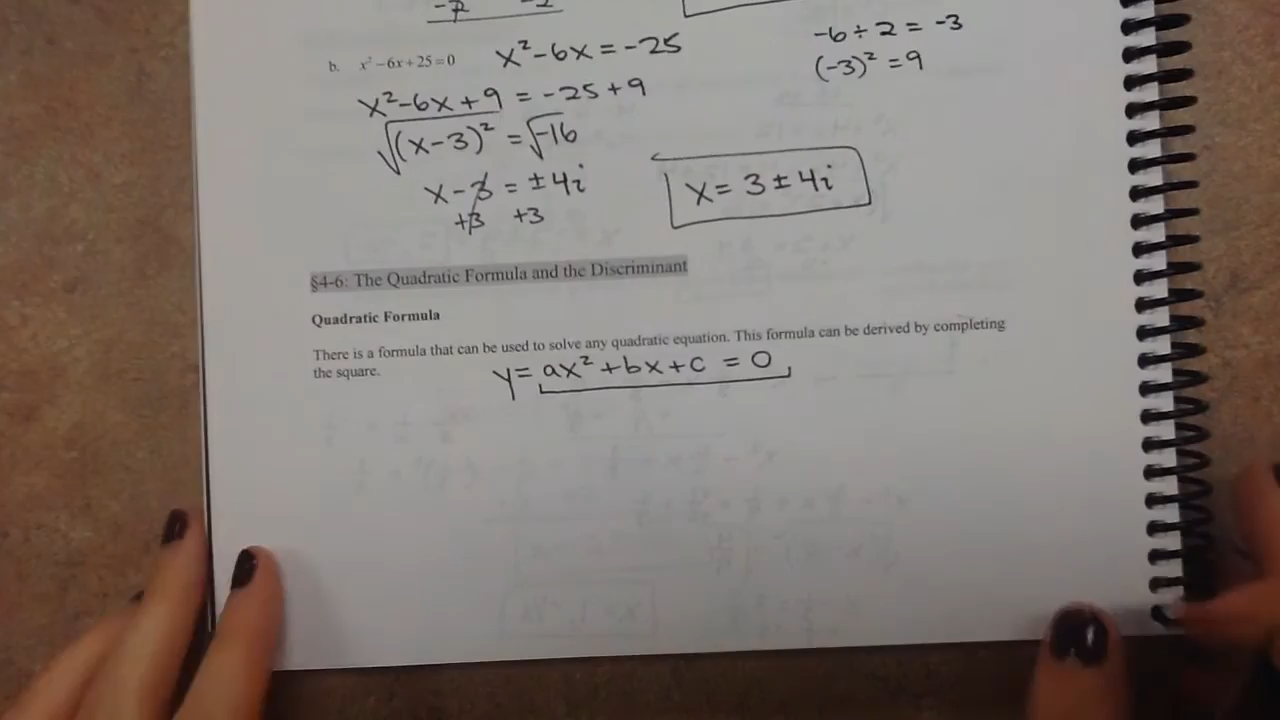 -7 -2
-6 ÷ 2 = -3
b. x² - 6x + 25 = 0 x² - 6x = -25
(-3)² = 9
x² - 6x + 9 = -25 + 9
√(x - 3)² = √-16
x - 3 = ± 4i x = 3 ± 4i
+3 +3
§4-6: The Quadratic Formula and the Discriminant
Quadratic Formula
There is a formula that can be used to solve any quadratic equation. This formula can be derived by completing
the square. y = ax² + bx + c = 0